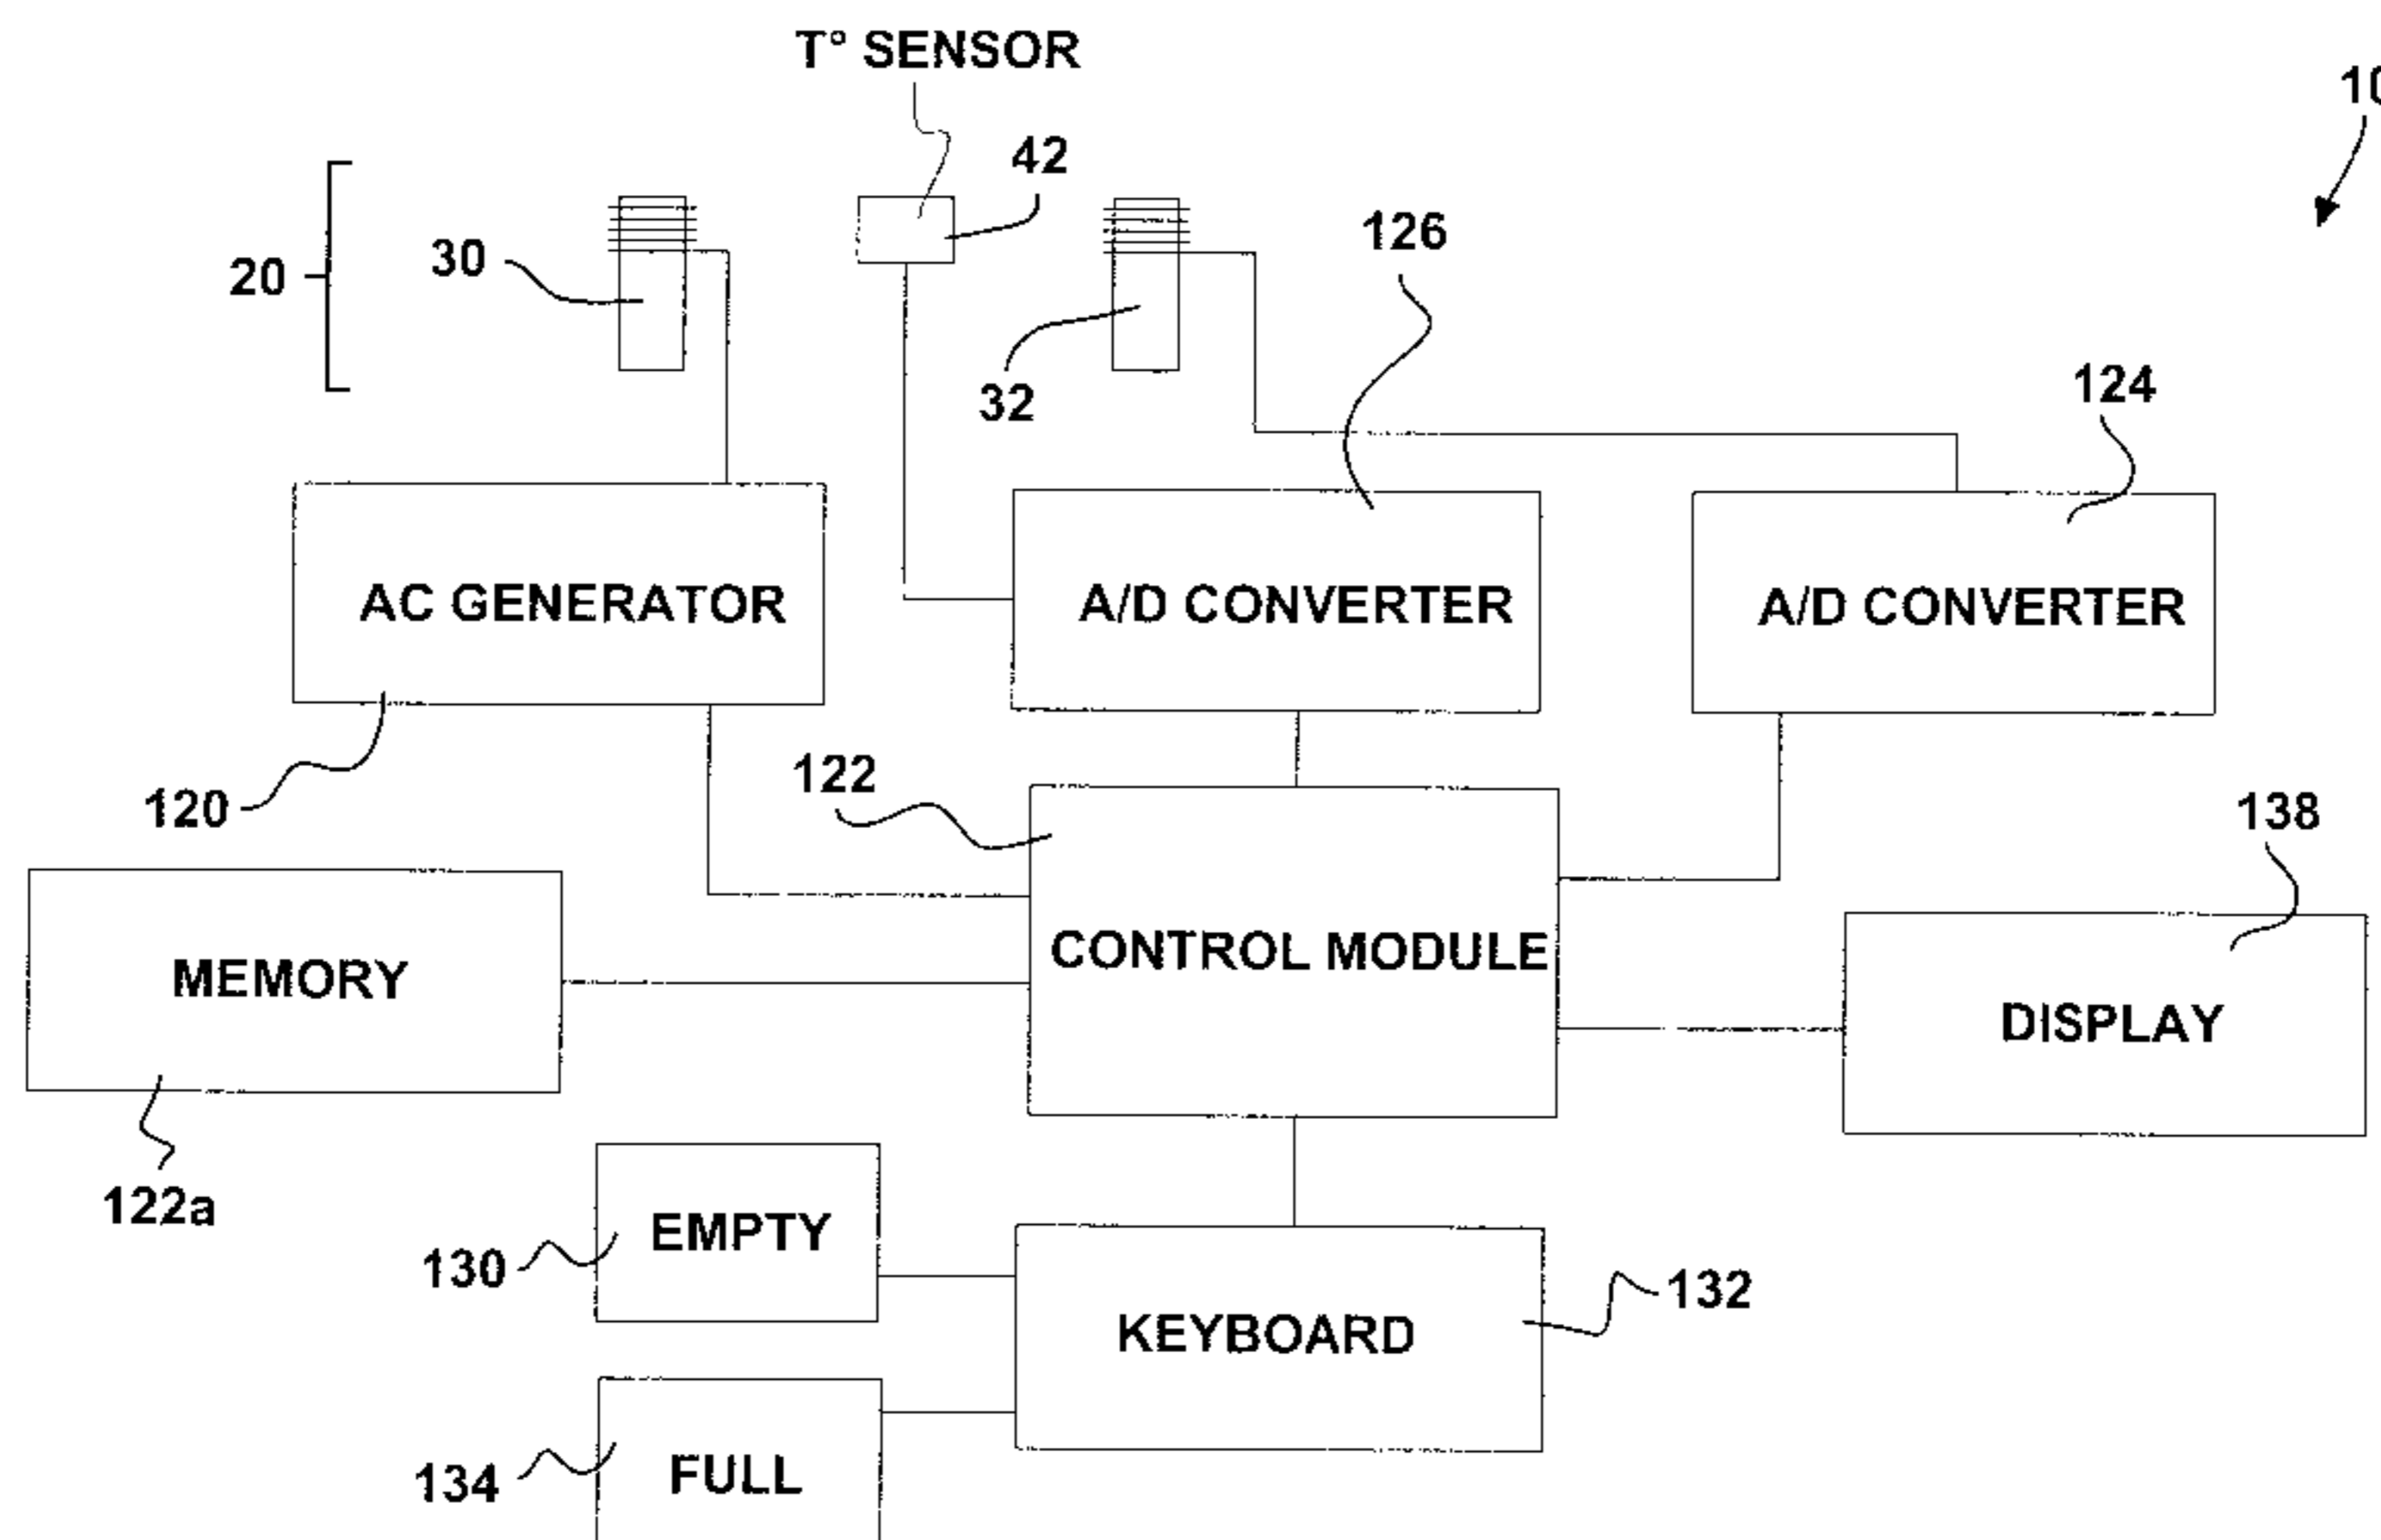 T° SENSOR
10
42
126
20
30
32
124
AC GENERATOR
A/D CONVERTER
A/D CONVERTER
122
120
138
CONTROL MODULE
MEMORY
DISPLAY
122a
EMPTY
130
132
KEYBOARD
FULL
134